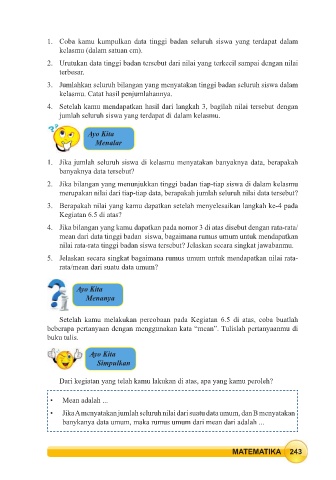 1. Coba kamu kumpulkan data tinggi badan seluruh siswa yang terdapat dalam
kelasmu (dalam satuan cm).
2. Urutukan data tinggi badan tersebut dari nilai yang terkecil sampai dengan nilai
terbesar.
3. Jumlahkan seluruh bilangan yang menyatakan tinggi badan seluruh siswa dalam
kelasmu. Catat hasil penjumlahannya.
4. Setelah kamu mendapatkan hasil dari langkah 3, bagilah nilai tersebut dengan
jumlah seluruh siswa yang terdapat di dalam kelasmu.
Ayo Kita
Menalar
1. Jika jumlah seluruh siswa di kelasmu menyatakan banyaknya data, berapakah
banyaknya data tersebut?
2. Jika bilangan yang menunjukkan tinggi badan tiap-tiap siswa di dalam kelasmu
merupakan nilai dari tiap-tiap data, berapakah jumlah seluruh nilai data tersebut?
3. Berapakah nilai yang kamu dapatkan setelah menyelesaikan langkah ke-4 pada
Kegiatan 6.5 di atas?
4. Jika bilangan yang kamu dapatkan pada nomor 3 di atas disebut dengan rata-rata/
mean dari data tinggi badan siswa, bagaimana rumus umum untuk mendapatkan
nilai rata-rata tinggi badan siswa tersebut? Jelaskan secara singkat jawabanmu.
5. Jelaskan secara singkat bagaimana rumus umum untuk mendapatkan nilai rata-
rata/mean dari suatu data umum?
Ayo Kita
Menanya
Setelah kamu melakukan percobaan pada Kegiatan 6.5 di atas, coba buatlah
beberapa pertanyaan dengan menggunakan kata “mean”. Tulislah pertanyaanmu di
buku tulis.
Ayo Kita
Simpulkan
Dari kegiatan yang telah kamu lakukan di atas, apa yang kamu peroleh?
• Mean adalah ...
• Jika A menyatakan jumlah seluruh nilai dari suatu data umum, dan B menyatakan
banykanya data umum, maka rumus umum dari mean dari adalah ...
MATEMATIKA 243